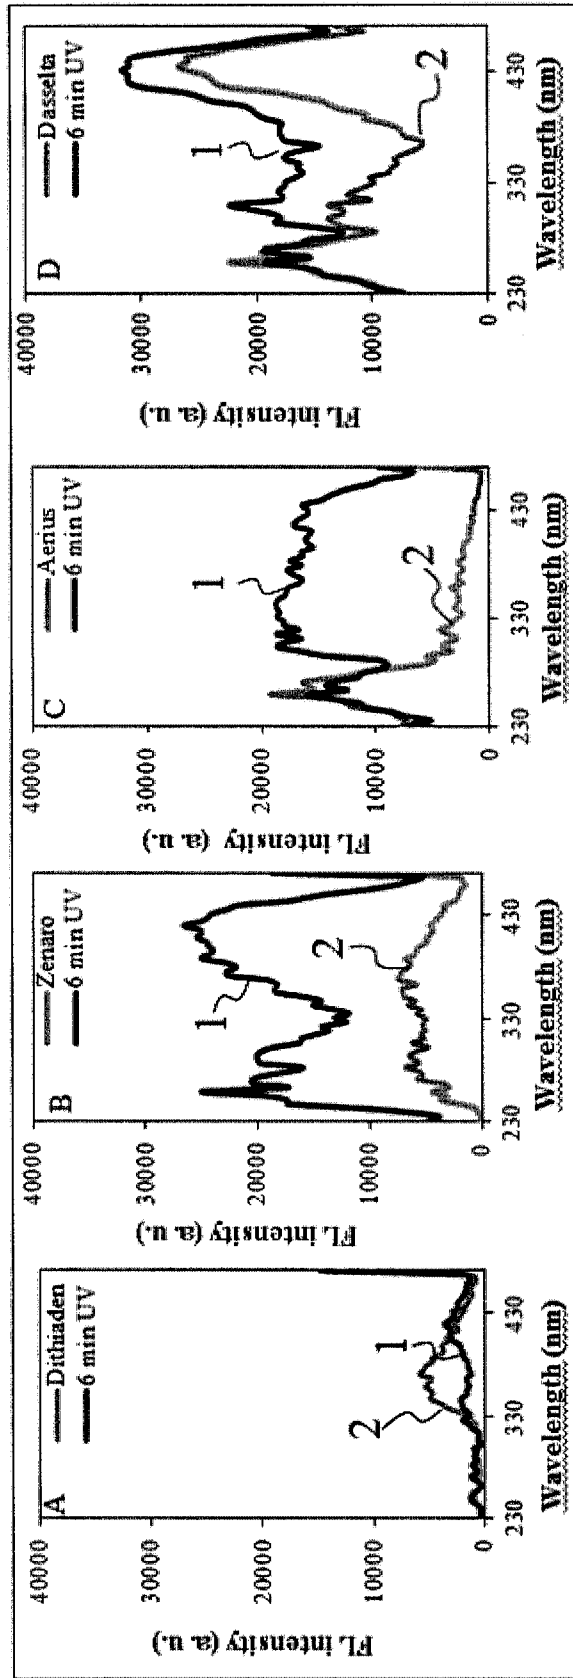 A
Dithiaden
6 min UV
40000
30000
20000
10000
0
FL intensity (a. u.)
1
2
230
330
430
Wavelength (nm)
B
Zenaro
6 min UV
40000
30000
20000
10000
0
FL intensity (a. u.)
1
2
230
330
430
Wavelength (nm)
C
Aerius
6 min UV
40000
30000
20000
10000
0
FL intensity (a. u.)
1
2
230
330
430
Wavelength (nm)
D
Dasselta
6 min UV
40000
30000
20000
10000
0
FL intensity (a. u.)
1
2
230
330
430
Wavelength (nm)